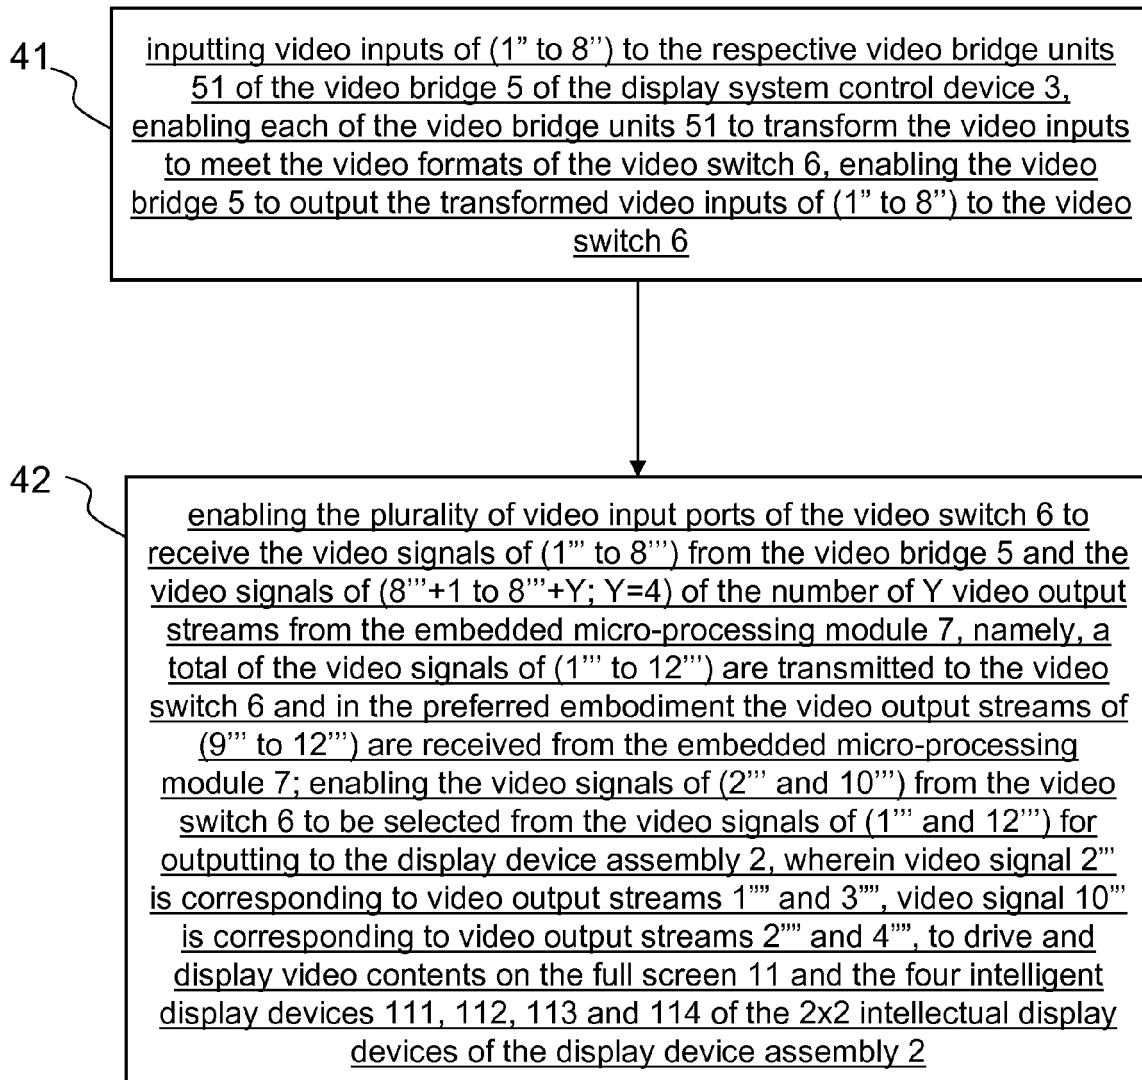 41
inputting video inputs of (1” to 8’’) to the respective video bridge units
51 of the video bridge 5 of the display system control device 3,
enabling each of the video bridge units 51 to transform the video inputs
to meet the video formats of the video switch 6, enabling the video
bridge 5 to output the transformed video inputs of (1” to 8’’) to the video
switch 6
42
enabling the plurality of video input ports of the video switch 6 to
receive the video signals of (1’’’ to 8’’’) from the video bridge 5 and the
video signals of (8’’’+1 to 8’’’+Y; Y=4) of the number of Y video output
streams from the embedded micro-processing module 7, namely, a
total of the video signals of (1’’’ to 12’’’) are transmitted to the video
switch 6 and in the preferred embodiment the video output streams of
(9’’’ to 12’’’) are received from the embedded micro-processing
module 7; enabling the video signals of (2’’’ and 10’’’) from the video
switch 6 to be selected from the video signals of (1’’’ and 12’’’) for
outputting to the display device assembly 2, wherein video signal 2’’’
is corresponding to video output streams 1’’’’ and 3’’’’, video signal 10’’’
is corresponding to video output streams 2’’’’ and 4’’’’, to drive and
display video contents on the full screen 11 and the four intelligent
display devices 111, 112, 113 and 114 of the 2x2 intellectual display
devices of the display device assembly 2